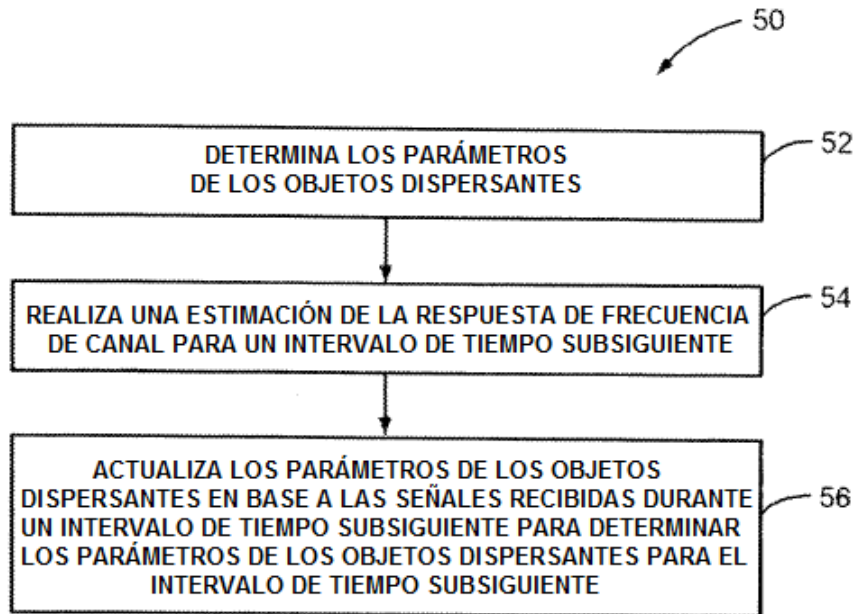 50
52
DETERMINA LOS PARÁMETROS
DE LOS OBJETOS DISPERSANTES
54
REALIZA UNA ESTIMACIÓN DE LA RESPUESTA DE FRECUENCIA
DE CANAL PARA UN INTERVALO DE TIEMPO SUBSIGUIENTE
56
ACTUALIZA LOS PARÁMETROS DE LOS OBJETOS
DISPERSANTES EN BASE A LAS SEÑALES RECIBIDAS DURANTE
UN INTERVALO DE TIEMPO SUBSIGUIENTE PARA DETERMINAR
LOS PARÁMETROS DE LOS OBJETOS DISPERSANTES PARA EL
INTERVALO DE TIEMPO SUBSIGUIENTE